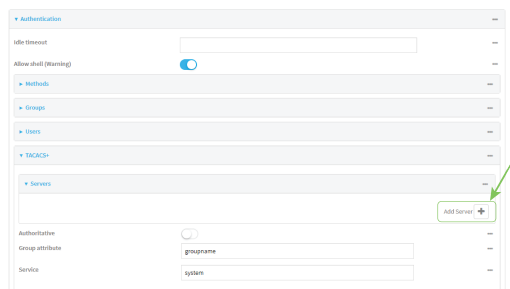 Authentication
Idle timeout
Allow shell (Warning)
Methods
Groups
Users
TACACS+
Servers
Add Server
Authoritative
Group attribute
groupname
Service
system